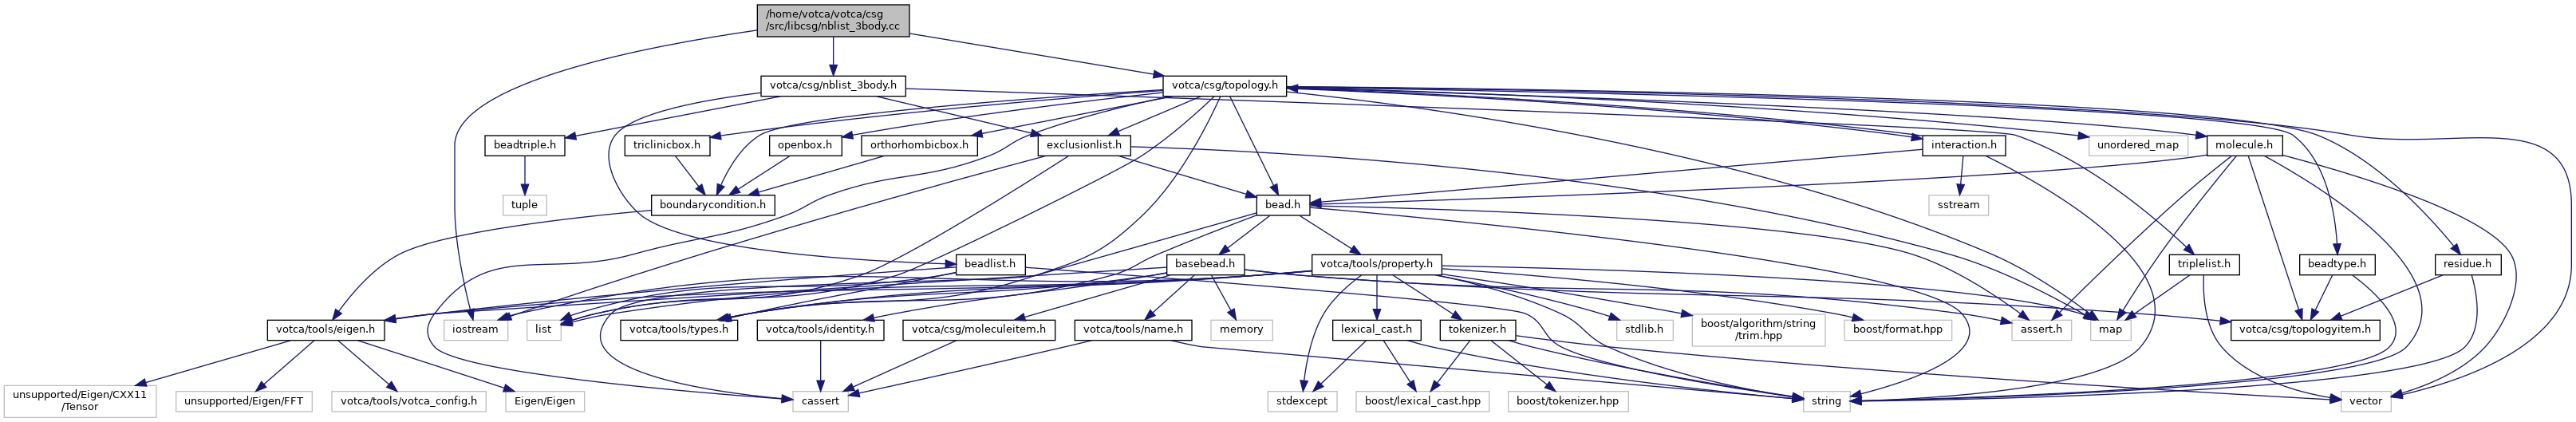 /home/votca/votca/csg
/src/libcsg/nblist_3body.cc
votca/csg/nblist_3body.h
votca/csg/topology.h
beadtriple.h
triclinicbox.h
openbox.h
orthorhombicbox.h
exclusionlist.h
interaction.h
unordered_map
molecule.h
tuple
boundarycondition.h
bead.h
sstream
beadlist.h
basebead.h
votca/tools/property.h
triplelist.h
beadtype.h
residue.h
votca/tools/eigen.h
iostream
list
votca/tools/types.h
votca/tools/identity.h
votca/csg/moleculeitem.h
votca/tools/name.h
memory
lexical_cast.h
tokenizer.h
stdlib.h
boost/algorithm/string
/trim.hpp
boost/format.hpp
assert.h
map
votca/csg/topologyitem.h
unsupported/Eigen/CXX11
/Tensor
unsupported/Eigen/FFT
votca/tools/votca_config.h
Eigen/Eigen
cassert
stdexcept
boost/lexical_cast.hpp
boost/tokenizer.hpp
string
vector